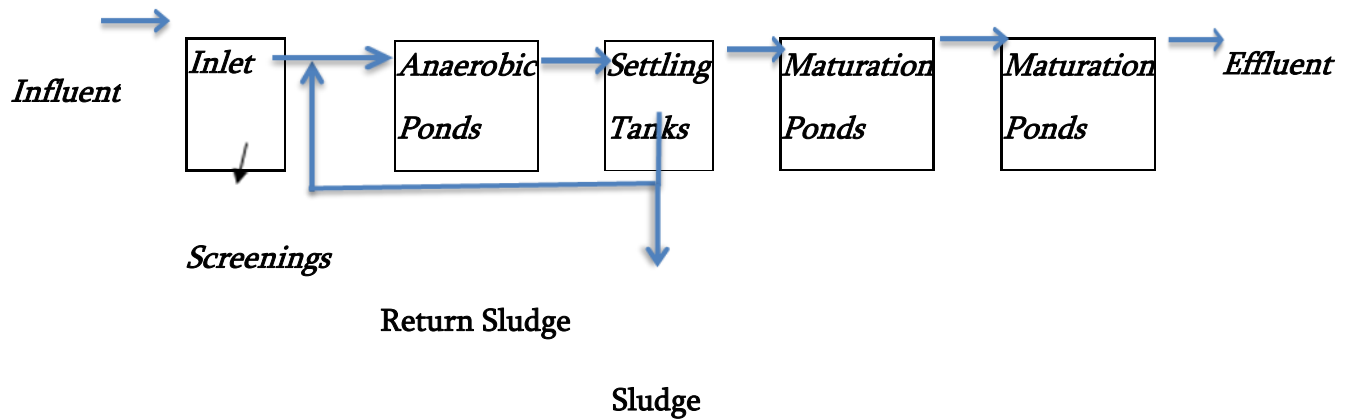 Influent
Inlet
Anaerobic
Ponds
Settling
Tanks
Maturation
Ponds
Maturation
Ponds
Effluent
Screenings
Return Sludge
Sludge